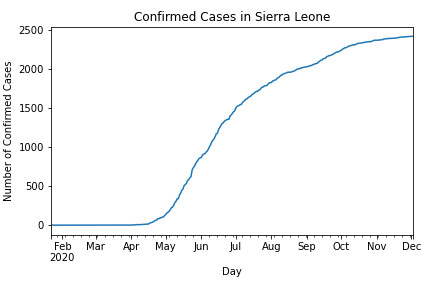 Confirmed Cases in Sierra Leone
Number of Confirmed Cases
2500
2000
1500
1000
500
0
Feb Mar Apr May Jun Jul Aug Sep Oct Nov Dec
2020
Day